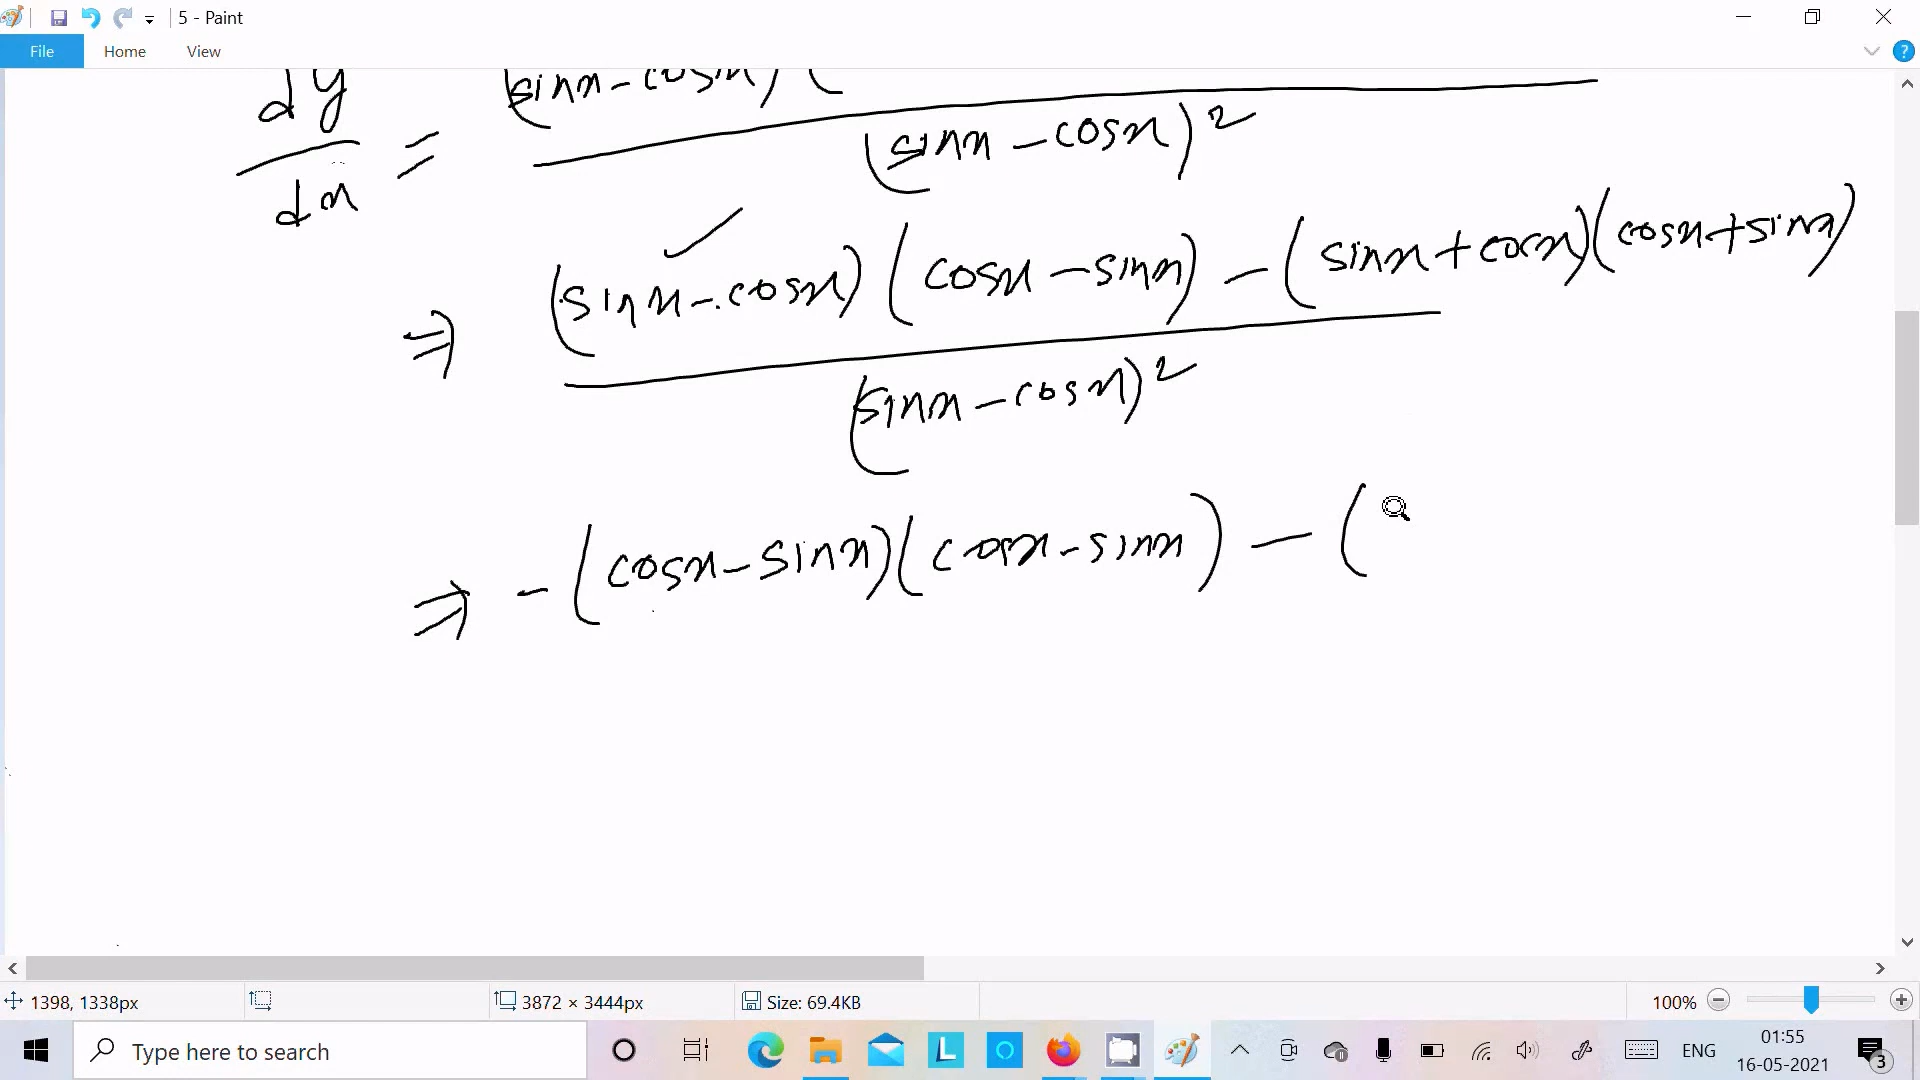 5 - Paint
File Home View
dy/dx = (sinx - cosx) (
(sinx - cosx)²
⇒ (sinx - cosx) (cosx - sinx) - (sinx + cosx)(cosx + sinx)
(sinx - cosx)²
⇒ - (cosx - sinx)(cosx - sinx) - (
1398, 1338px 3872 × 3444px Size: 69.4KB 100%
Type here to search ENG 01:55
16-05-2021 3